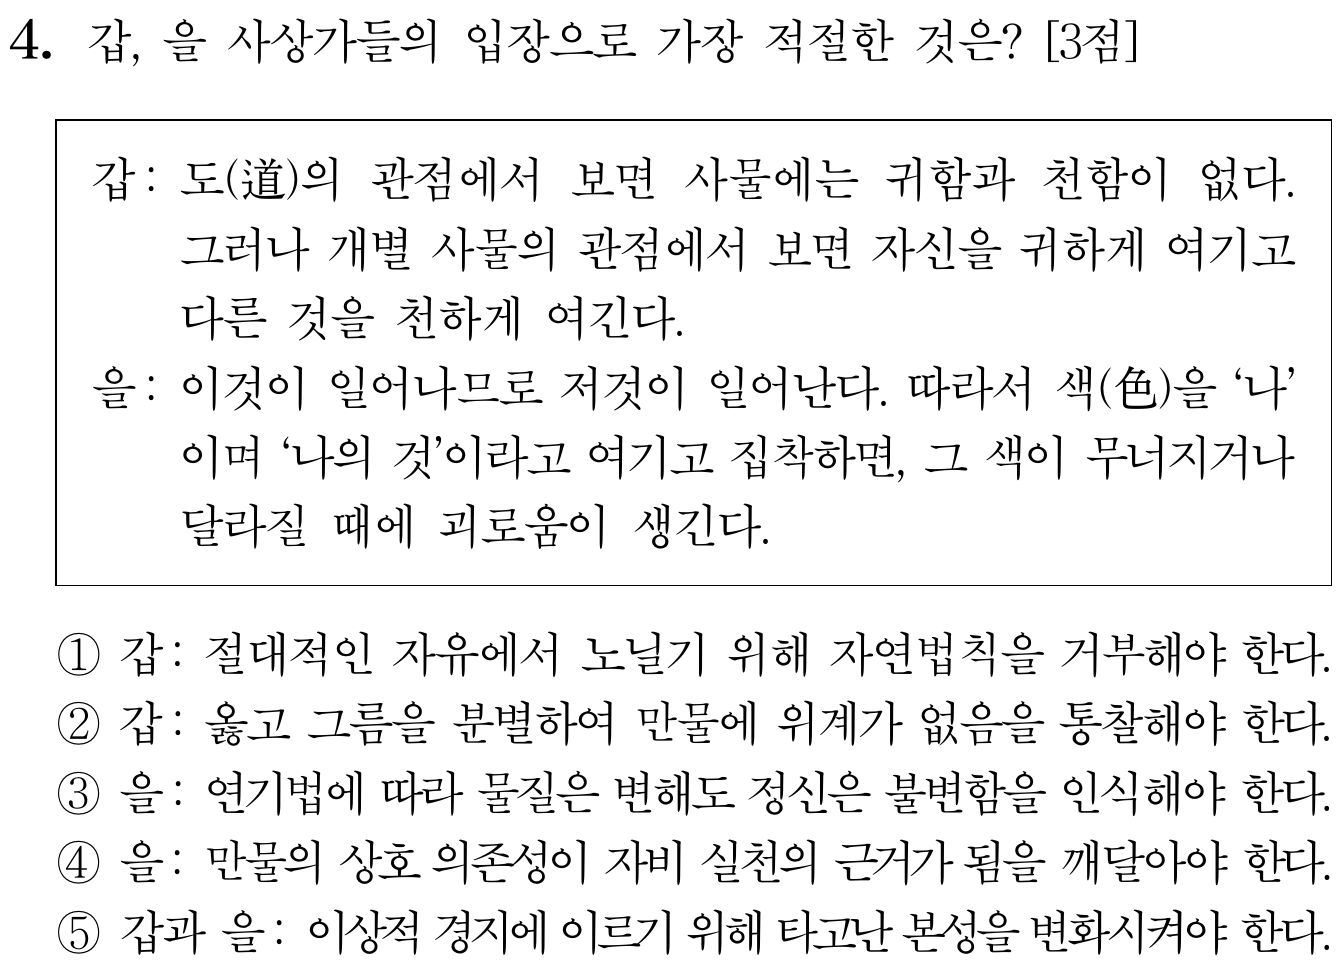 4. 갑, 을 사상가들의 입장으로 가장 적절한 것은? [3점]
갑: 도(道)의 관점에서 보면 사물에는 귀함과 천함이 없다.
그러나 개별 사물의 관점에서 보면 자신을 귀하게 여기고
다른 것을 천하게 여긴다.
을: 이것이 일어나므로 저것이 일어난다. 따라서 색(色)을 ‘나’
이며 ‘나의 것’이라고 여기고 집착하면, 그 색이 무너지거나
달라질 때에 괴로움이 생긴다.
① 갑: 절대적인 자유에서 노닐기 위해 자연법칙을 거부해야 한다.
② 갑: 옳고 그름을 분별하여 만물에 위계가 없음을 통찰해야 한다.
③ 을: 연기법에 따라 물질은 변해도 정신은 불변함을 인식해야 한다.
④ 을: 만물의 상호 의존성이 자비 실천의 근거가 됨을 깨달아야 한다.
⑤ 갑과 을: 이상적 경지에 이르기 위해 타고난 본성을 변화시켜야 한다.